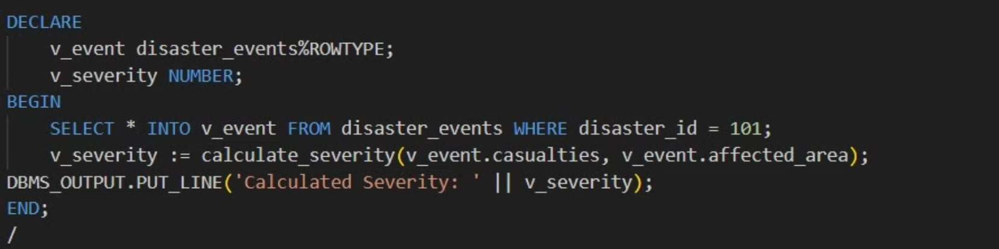 DECLARE
    v_event disaster_events%ROWTYPE;
    v_severity NUMBER;
BEGIN
    SELECT * INTO v_event FROM disaster_events WHERE disaster_id = 101;
    v_severity := calculate_severity(v_event.casualties, v_event.affected_area);
DBMS_OUTPUT.PUT_LINE('Calculated Severity: ' || v_severity);
END;
/